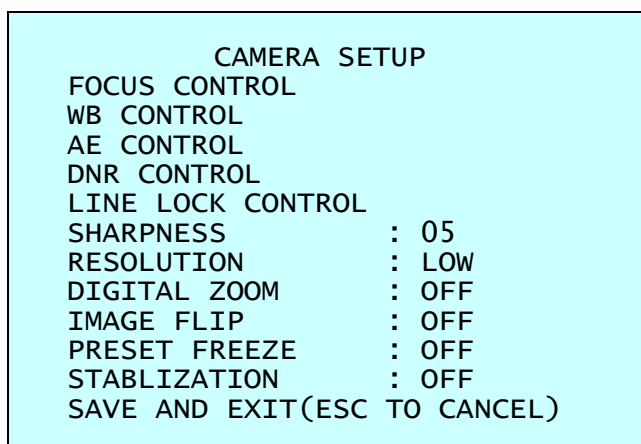 CAMERA SETUP
FOCUS CONTROL
WB CONTROL
AE CONTROL
DNR CONTROL
LINE LOCK CONTROL
SHARPNESS : 05
RESOLUTION : LOW
DIGITAL ZOOM : OFF
IMAGE FLIP : OFF
PRESET FREEZE : OFF
STABLIZATION : OFF
SAVE AND EXIT(ESC TO CANCEL)